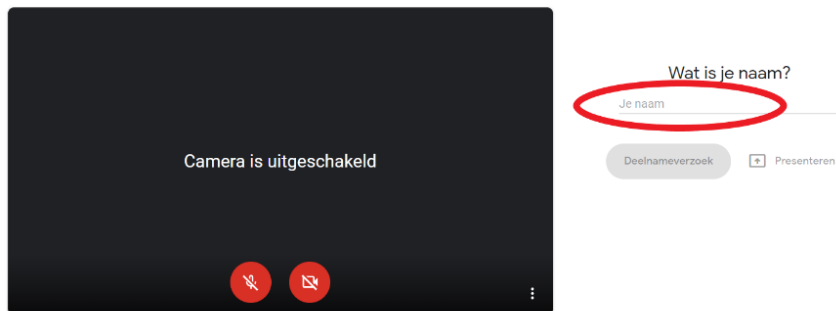 Camera is uitgeschakeld
Wat is je naam?
Je naam
Deelnameverzoek
Presenteren